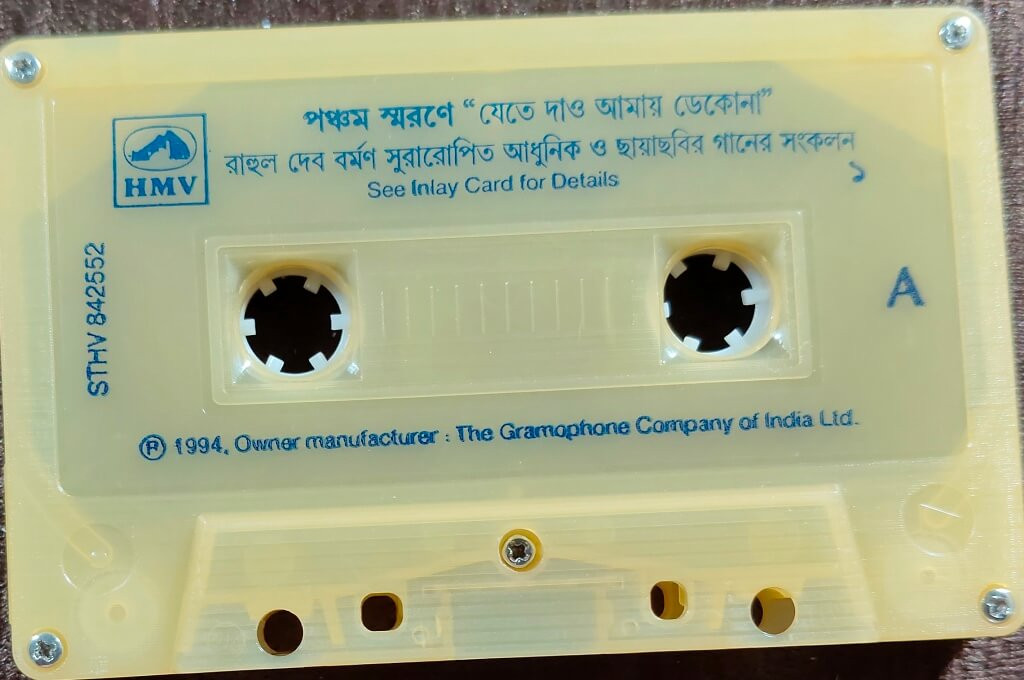 পঞ্চম স্মরণে “যেতে দাও আমায় ডেকোনা”
রাহুল দেব বর্মণ সুরারোপিত আধুনিক ও ছায়াছবির গানের সংকলন
১
See Inlay Card for Details
HMV
STHV 842552
A
Ⓟ 1994, Owner manufacturer : The Gramophone Company of India Ltd.